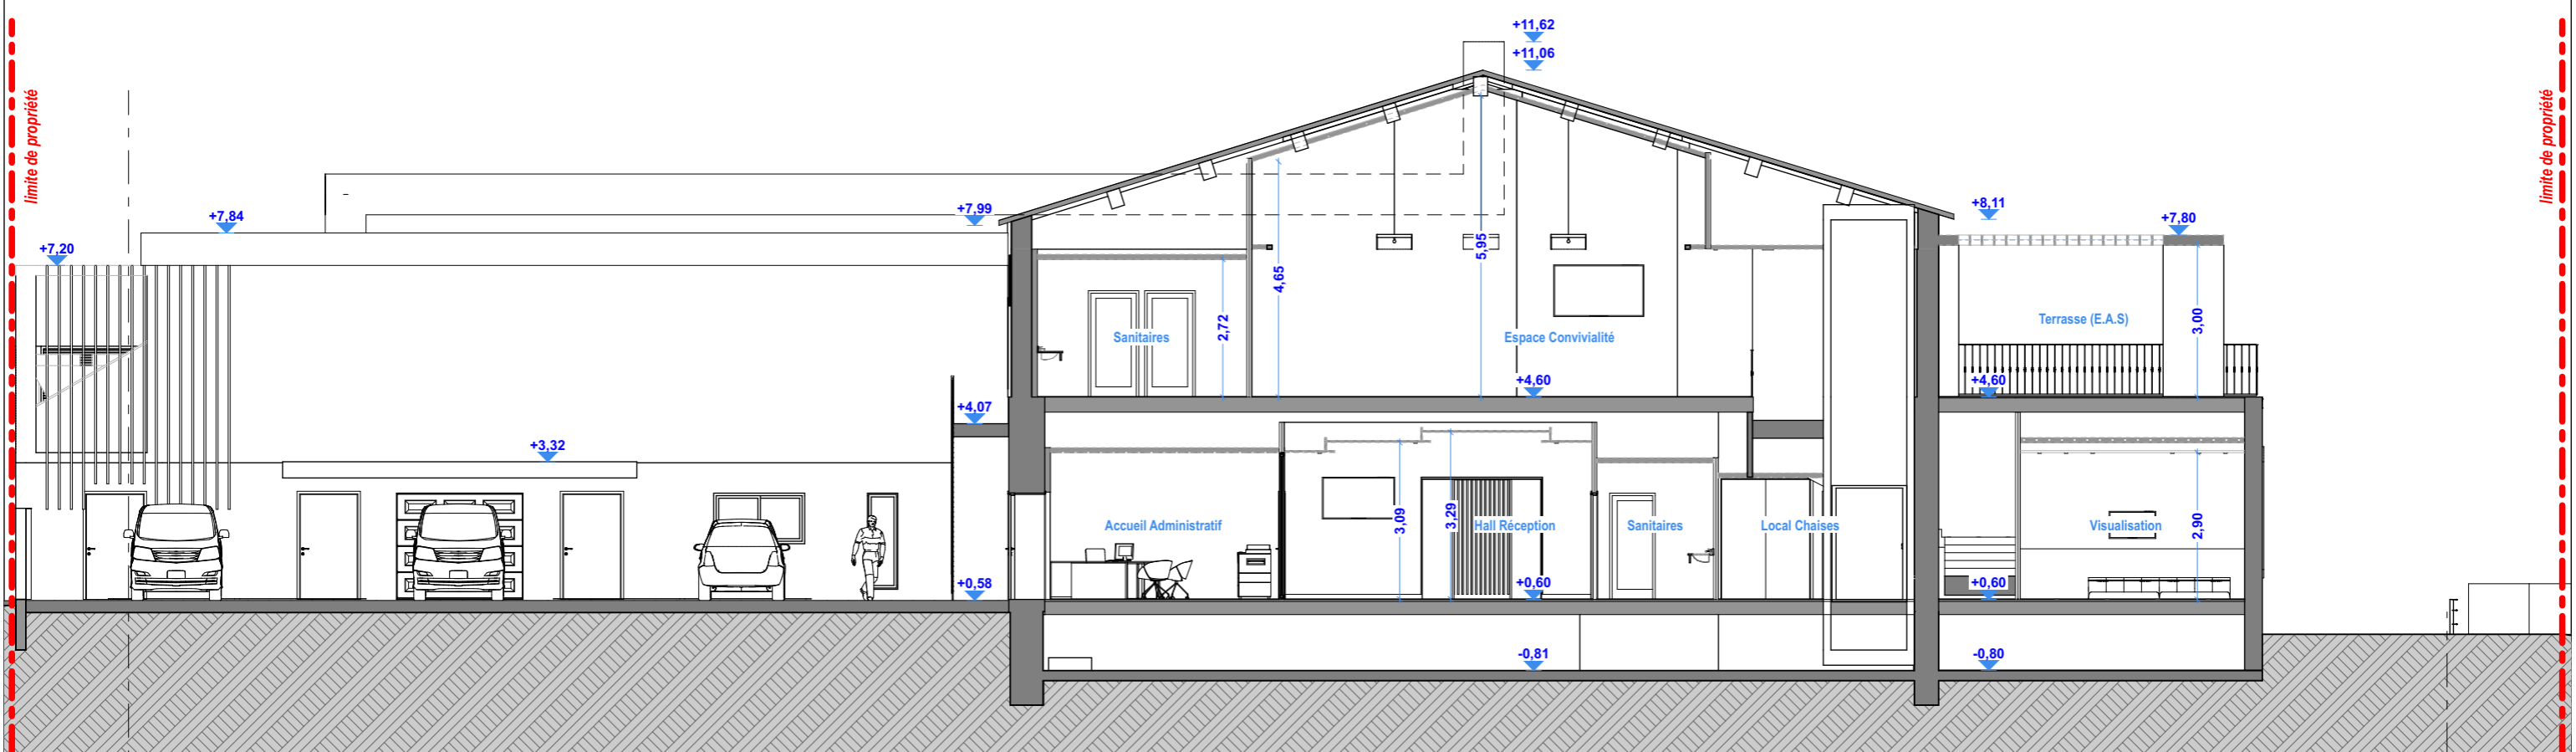 +11,62
+11,06
limite de propriété
limite de propriété
+7,84
+7,99
+8,11
+7,80
+7,20
5,95
4,65
2,72
3,00
Sanitaires
Espace Convivialité
Terrasse (E.A.S)
+4,60
+4,60
+4,07
+3,32
3,09
3,29
2,90
Accueil Administratif
Hall Réception
Sanitaires
Local Chaises
Visualisation
+0,58
+0,60
+0,60
-0,81
-0,80